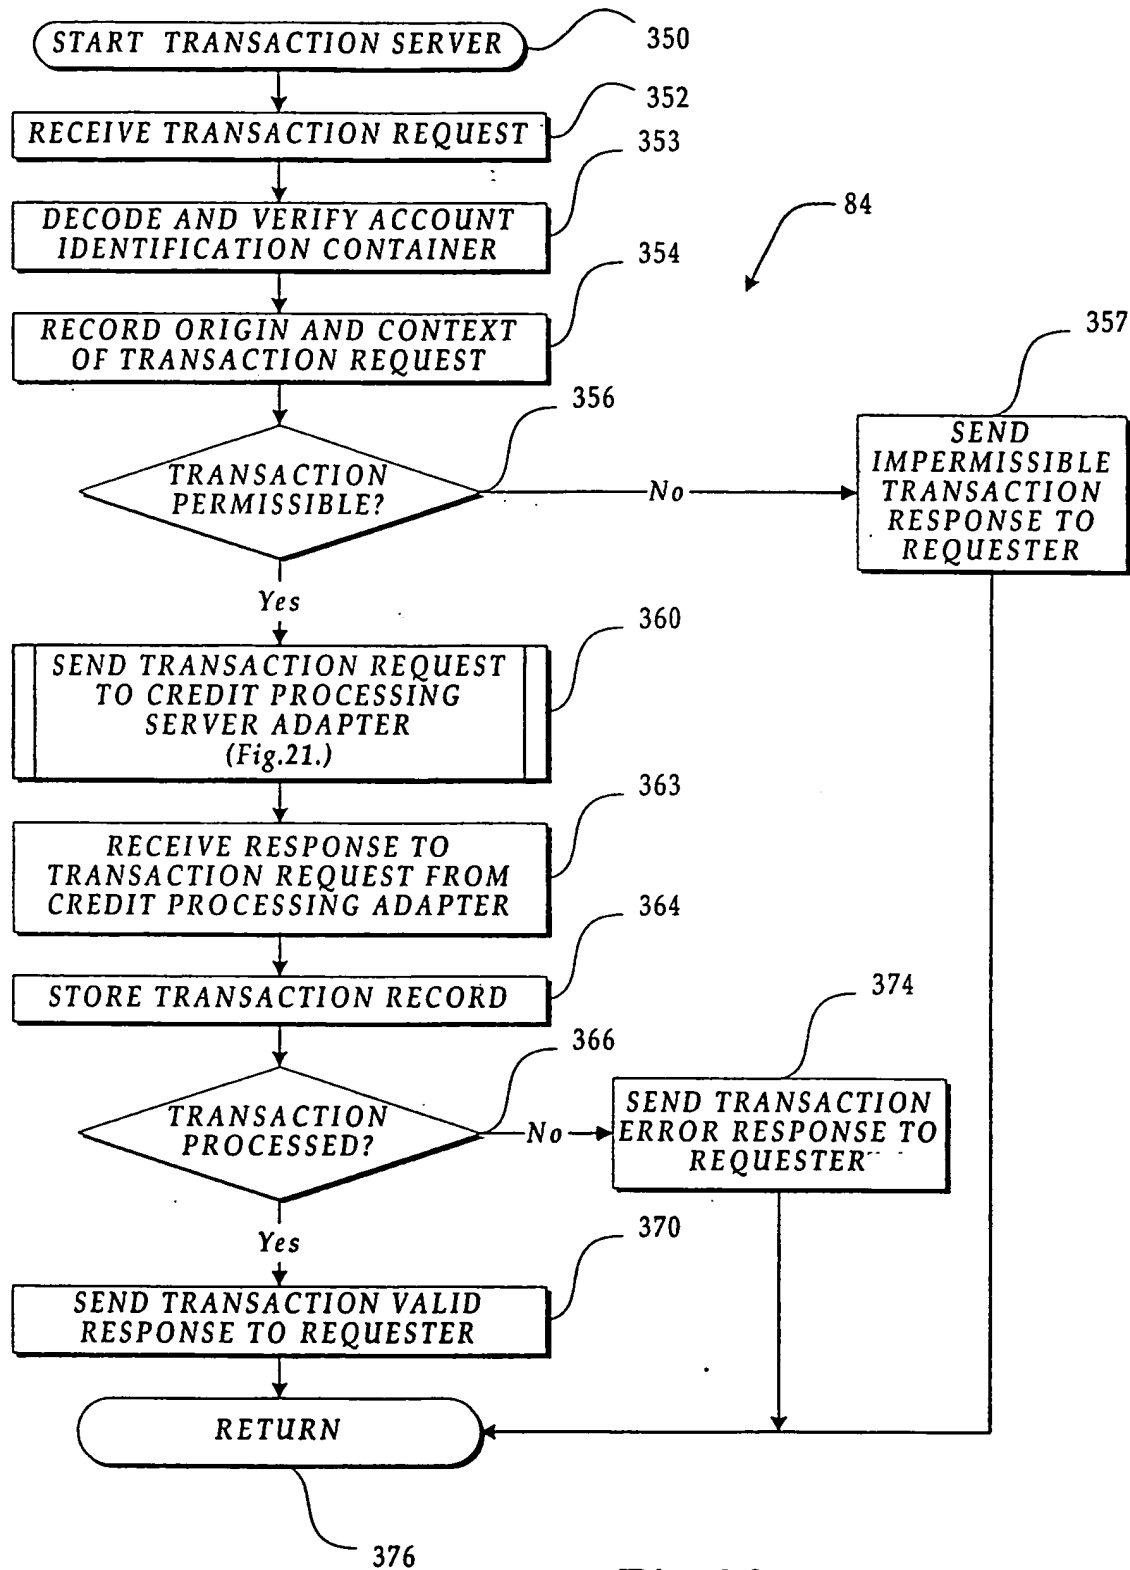 START TRANSACTION SERVER
350
352
RECEIVE TRANSACTION REQUEST
353
DECODE AND VERIFY ACCOUNT
IDENTIFICATION CONTAINER
84
354
RECORD ORIGIN AND CONTEXT
OF TRANSACTION REQUEST
357
356
TRANSACTION
PERMISSIBLE?
No
SEND
IMPERMISSIBLE
TRANSACTION
RESPONSE TO
REQUESTER
Yes
360
SEND TRANSACTION REQUEST
TO CREDIT PROCESSING
SERVER ADAPTER
(Fig.21.)
363
RECEIVE RESPONSE TO
TRANSACTION REQUEST FROM
CREDIT PROCESSING ADAPTER
364
STORE TRANSACTION RECORD
374
366
TRANSACTION
PROCESSED?
No
SEND TRANSACTION
ERROR RESPONSE TO
REQUESTER
Yes
370
SEND TRANSACTION VALID
RESPONSE TO REQUESTER
RETURN
376